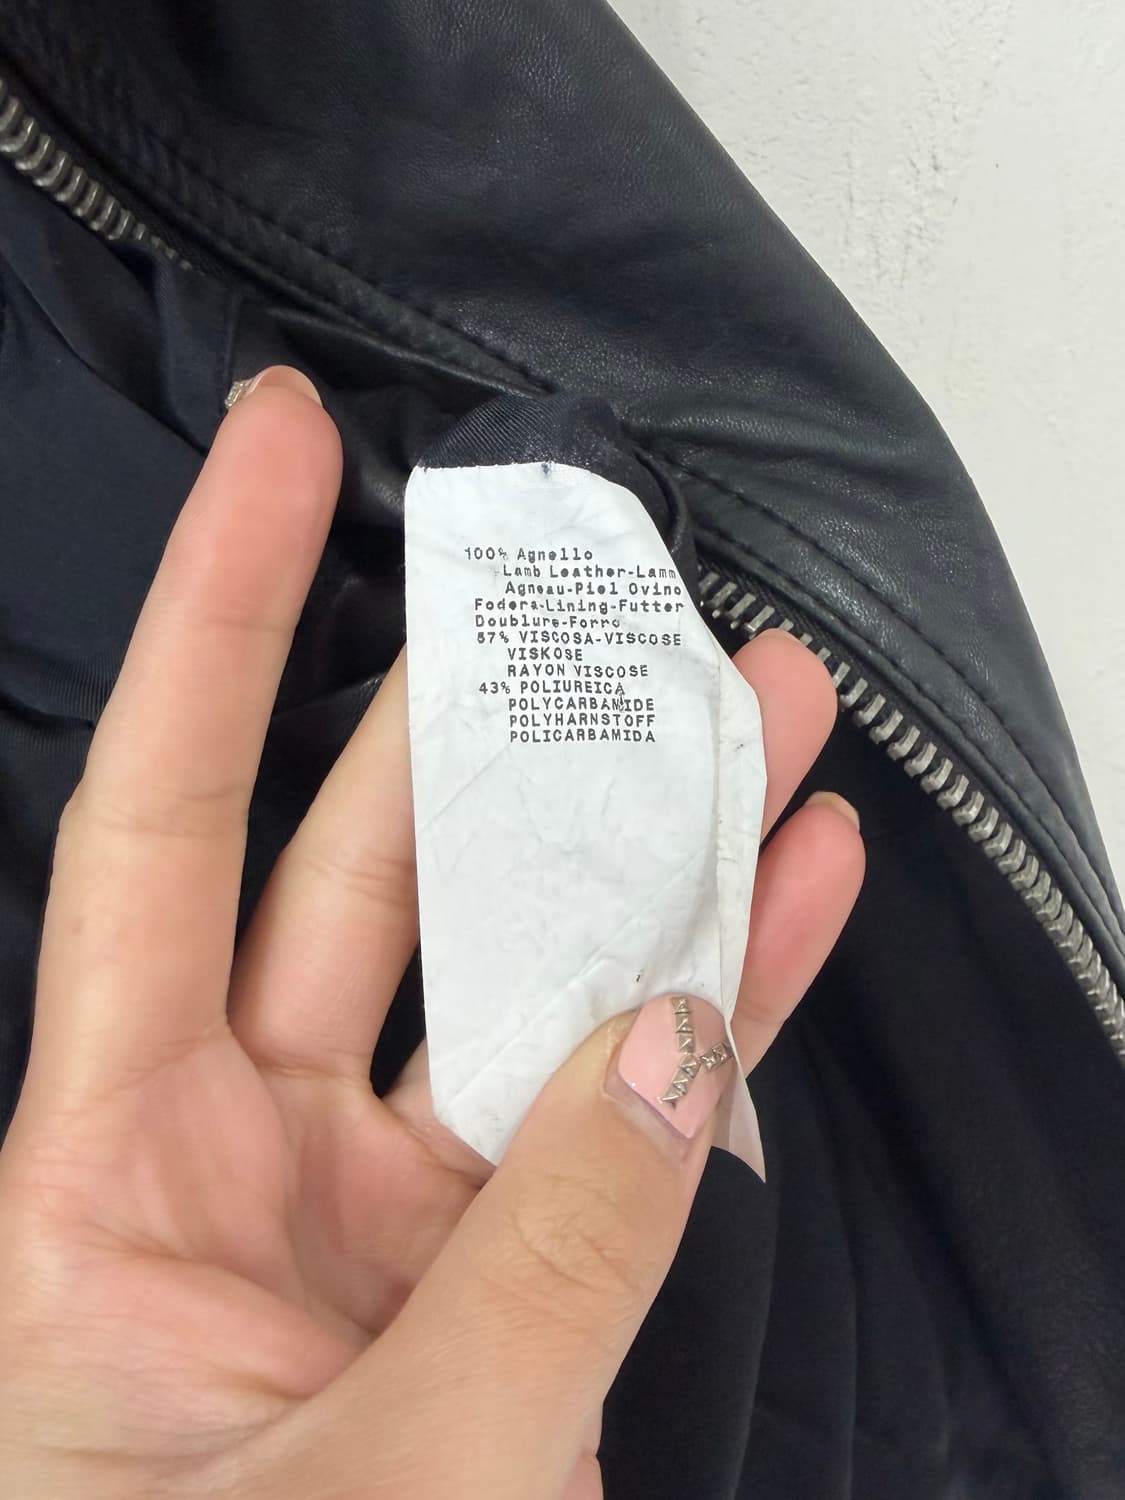 100% Agnello
Lamb Leather-Lamm
Agneau-Piel Ovino
Fodera-Lining-Futter
Doublure-Forro
57% VISCOSA-VISCOSE
VISKOSE
RAYON VISCOSE
43% POLIUREICA
POLYCARBAMIDE
POLYHARNSTOFF
POLICARBAMIDA